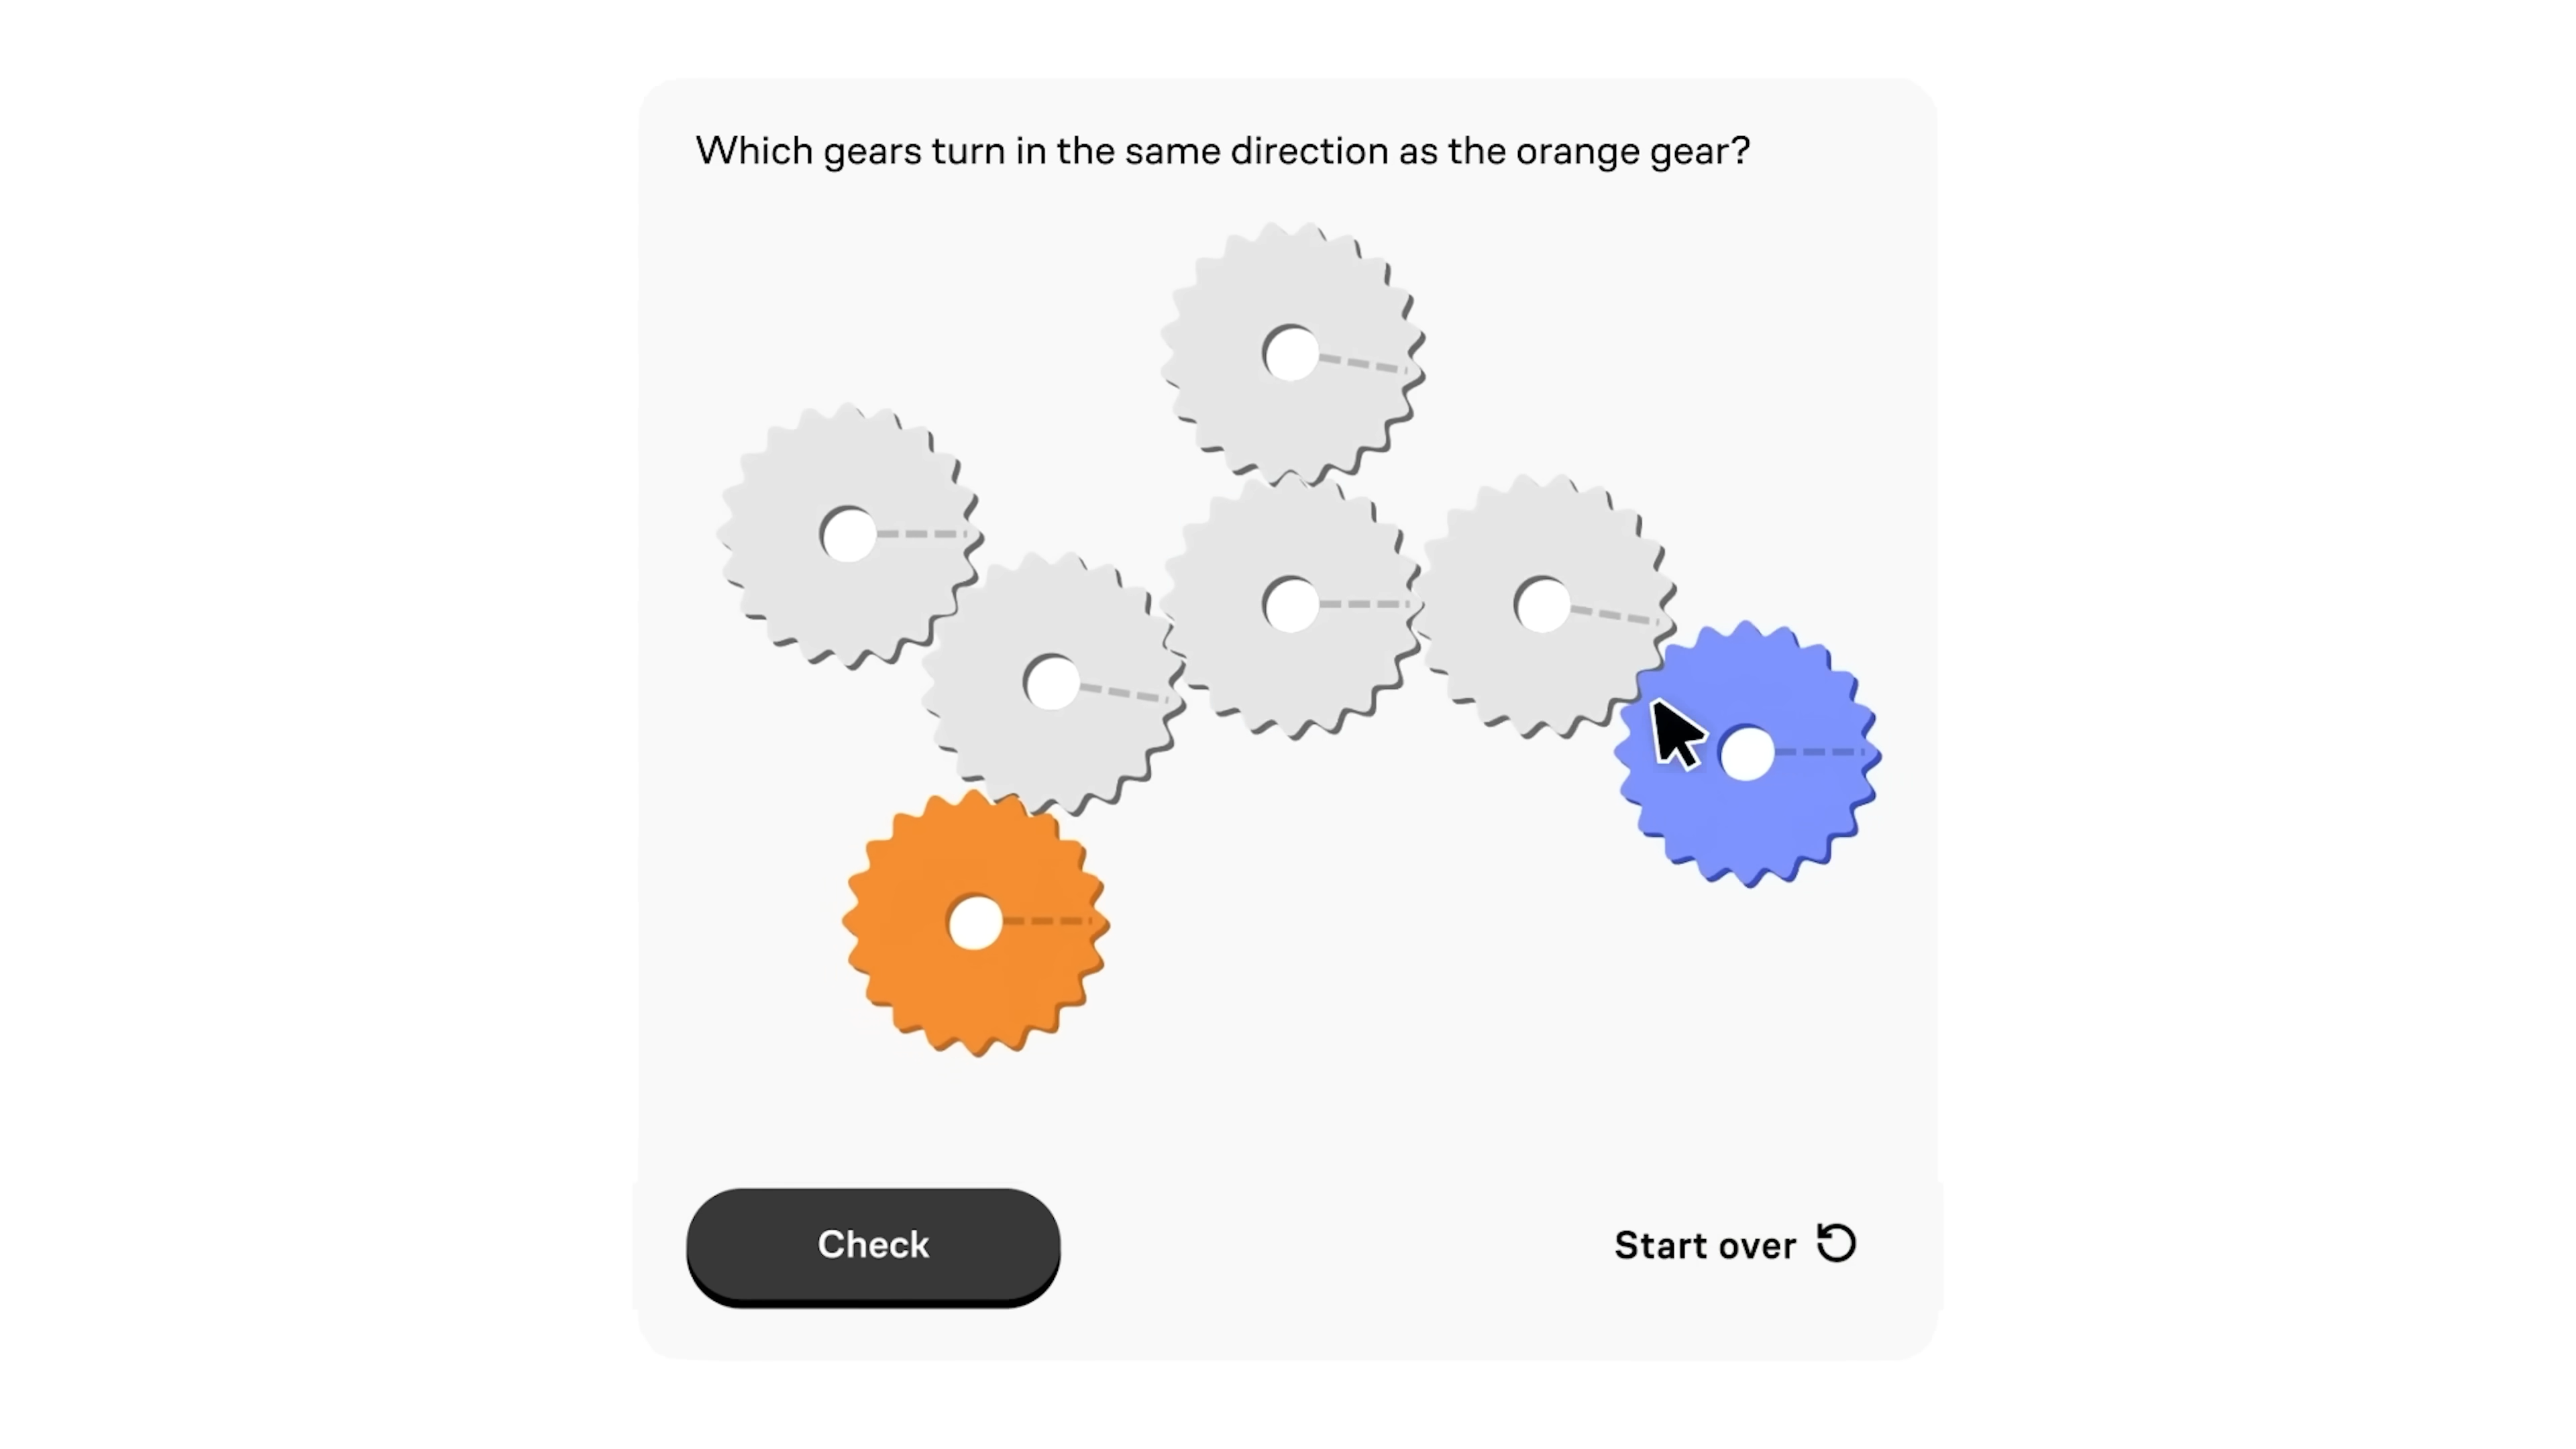 Which gears turn in the same direction as the orange gear?
Check
Start over